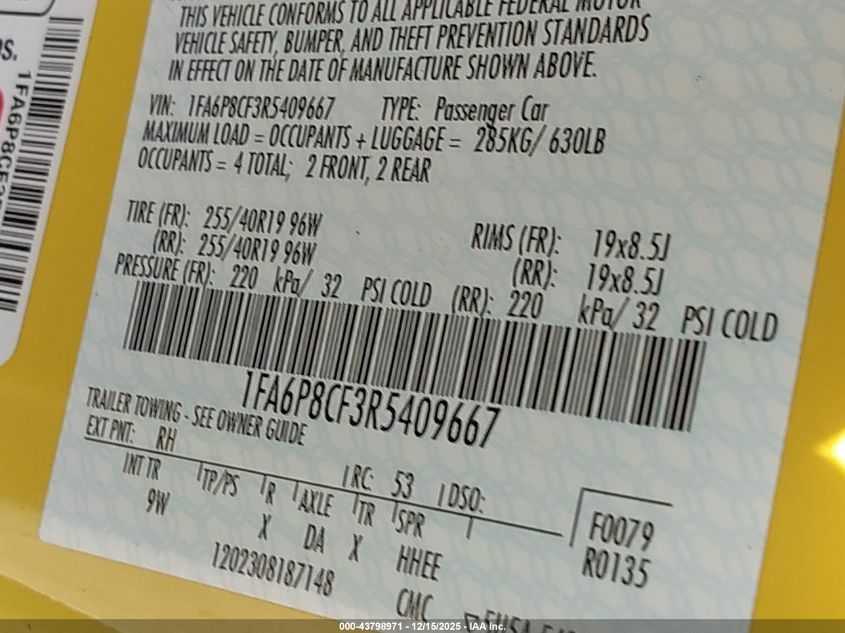 THIS VEHICLE CONFORMS TO ALL APPLICABLE FEDERAL MOTOR
VEHICLE SAFETY, BUMPER, AND THEFT PREVENTION STANDARDS
IN EFFECT ON THE DATE OF MANUFACTURE SHOWN ABOVE.
VIN: 1FA6P8CF3R5409667 TYPE: Passenger Car
MAXIMUM LOAD = OCCUPANTS + LUGGAGE = 285KG/ 630LB
OCCUPANTS = 4 TOTAL; 2 FRONT, 2 REAR
TIRE (FR): 255/40R19 96W RIMS (FR): 19x8.5J
(RR): 255/40R19 96W (RR): 19x8.5J
PRESSURE (FR): 220 kPa/ 32 PSI COLD (RR): 220 kPa/ 32 PSI COLD
1FA6P8CF3R5409667
TRAILER TOWING - SEE OWNER GUIDE
EXT PNT: RH RC: 53 DSO:
INT TR TP/PS R AXLE TR SPR
9W X DA X HHEE
F0079
R0135
1202308187148
CMC
000-43798971 - 12/15/2025 - IAA Inc.